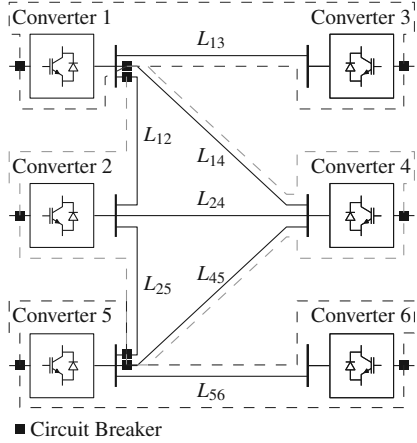 Converter 1
Converter 3
L13
L12
L14
Converter 2
Converter 4
L24
L25
L45
Converter 5
Converter 6
L56
Circuit Breaker